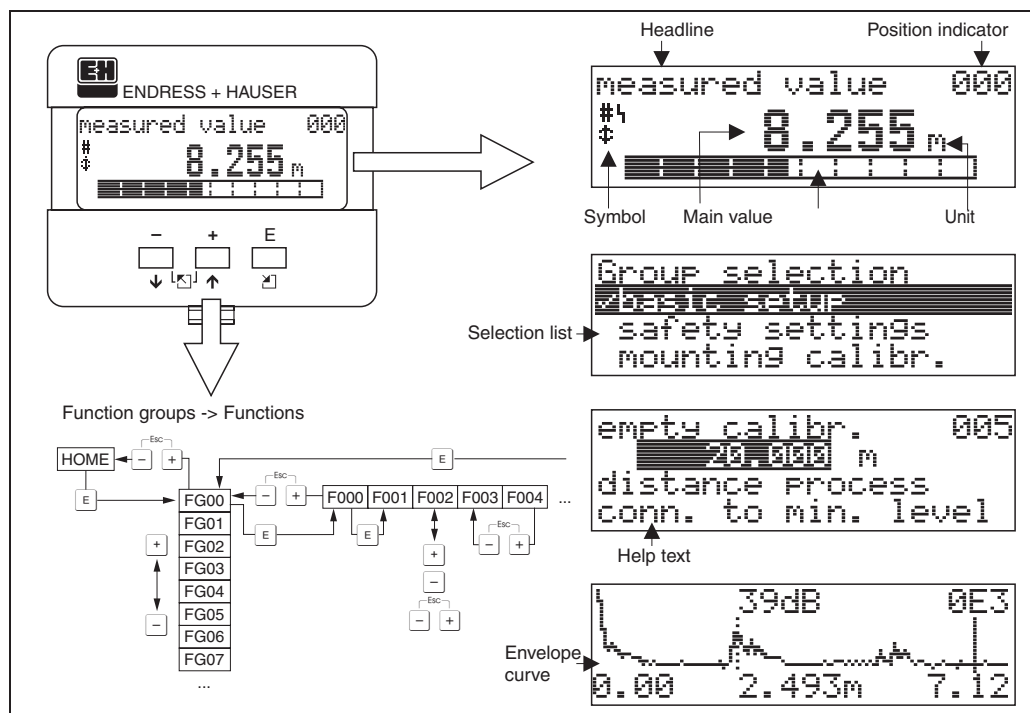 Headline
Position indicator
E+H
ENDRESS + HAUSER
measured value 000
# 8.255 m
− + E
measured value 000
# 8.255 m
Symbol
Main value
Unit
Group selection
basic setup
safety settings
mounting calibr.
Selection list
Function groups -> Functions
HOME
Esc
− +
E
FG00
FG01
FG02
FG03
FG04
FG05
FG06
FG07
...
+
−
E
Esc
− +
E
F000 F001 F002 F003 F004 ...
E
+
−
Esc
− +
Esc
− +
empty calibr. 005
20.000 m
distance process
conn. to min. level
Help text
39dB 0E3
Envelope
curve
0.00 2.493m 7.12